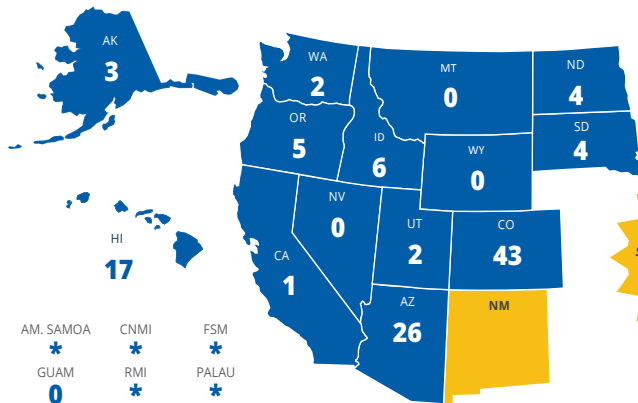 AK
3
WA
2
MT
0
ND
4
OR
5
ID
6
WY
0
SD
4
HI
17
NV
0
UT
2
CO
43
CA
1
AZ
26
NM
AM. SAMOA CNMI FSM
* * *
GUAM RMI PALAU
0 * *